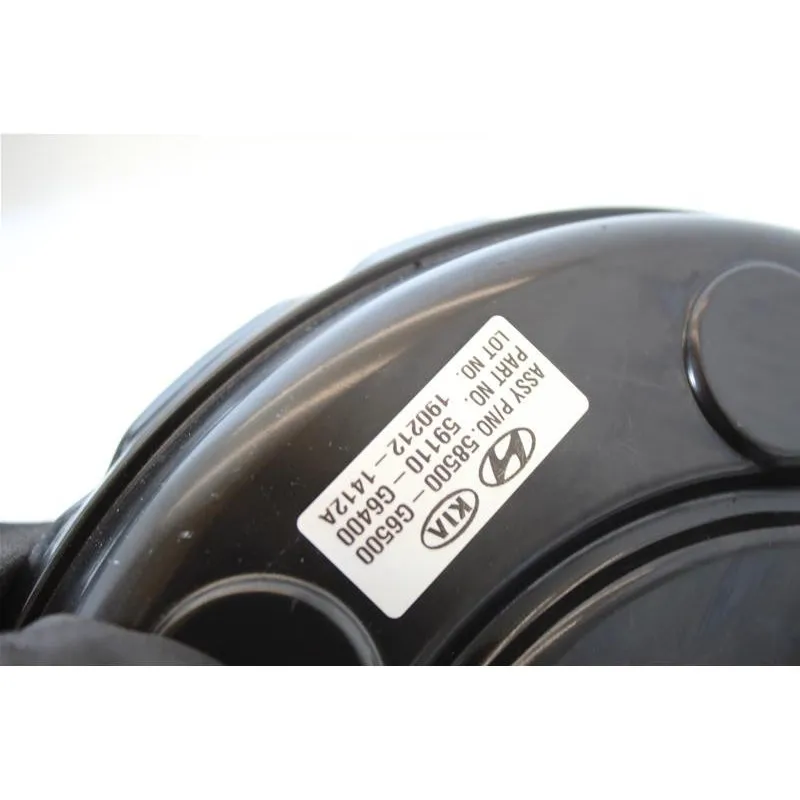 ASSY P/NO.58500-G6500
PART NO. 59110-G6400
LOT NO. 190212-1412A
KIA